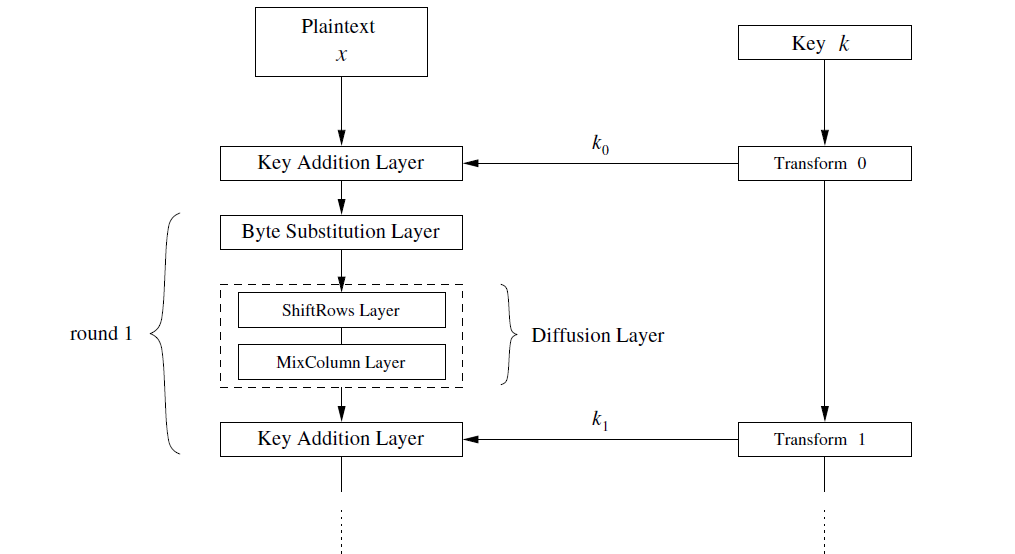 Plaintext
x
Key k
k0
Key Addition Layer
Transform 0
Byte Substitution Layer
ShiftRows Layer
round 1
Diffusion Layer
MixColumn Layer
k1
Key Addition Layer
Transform 1